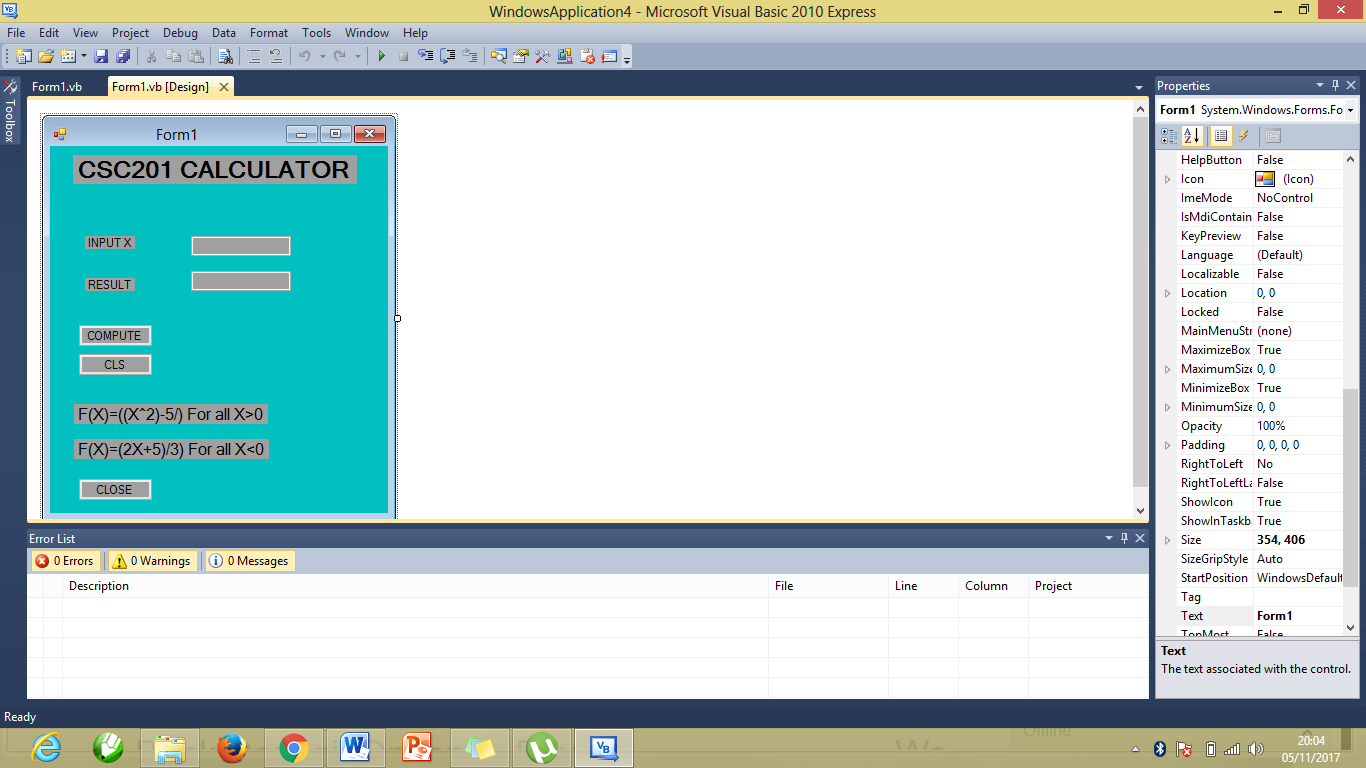 WindowsApplication4 - Microsoft Visual Basic 2010 Express
File Edit View Project Debug Data Format Tools Window Help
Toolbox
Form1.vb Form1.vb [Design]
Form1
CSC201 CALCULATOR
INPUT X
RESULT
COMPUTE
CLS
F(X)=((X^2)-5/) For all X>0
F(X)=(2X+5)/3) For all X<0
CLOSE
Properties
Form1 System.Windows.Forms.Fo
HelpButton False
Icon (Icon)
ImeMode NoControl
IsMdiContain False
KeyPreview False
Language (Default)
Localizable False
Location 0, 0
Locked False
MainMenuStr (none)
MaximizeBox True
MaximumSize 0, 0
MinimizeBox True
MinimumSize 0, 0
Opacity 100%
Padding 0, 0, 0, 0
RightToLeft No
RightToLeftLa False
ShowIcon True
ShowInTaskb True
Size 354, 406
SizeGripStyle Auto
StartPosition WindowsDefault
Tag
Text Form1
TopMost False
Text
The text associated with the control.
Error List
0 Errors 0 Warnings 0 Messages
Description File Line Column Project
Ready
Offline
20:04
05/11/2017